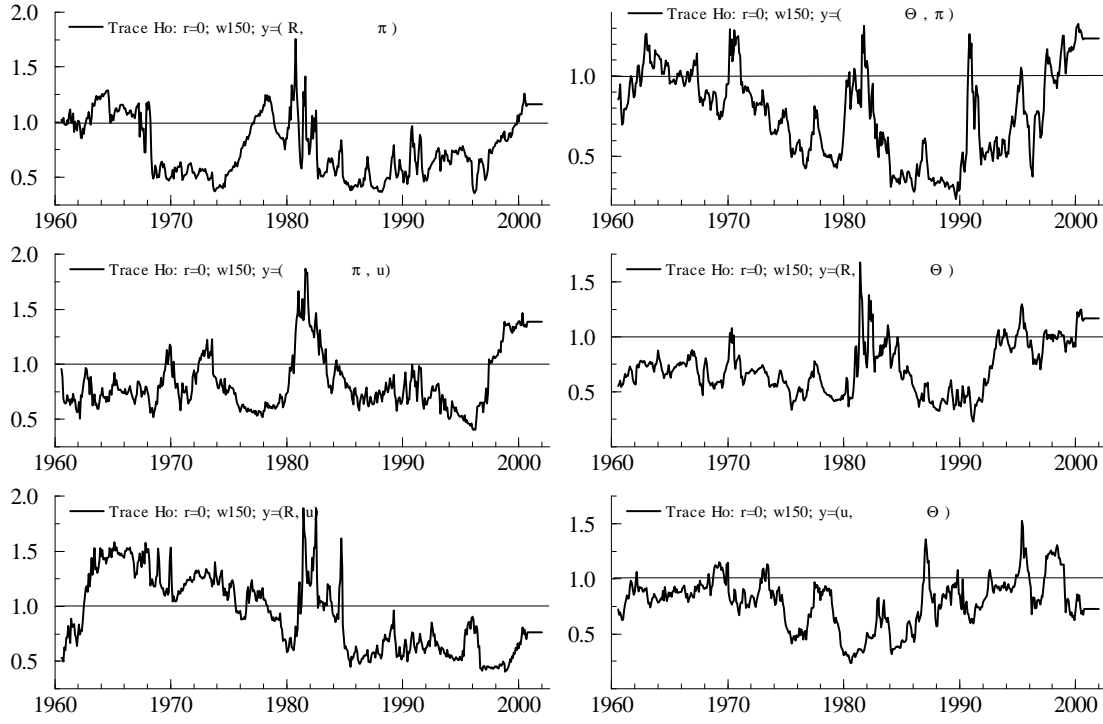 2.0 Trace Ho: r=0; w150; y=( R, π )
1.5
1.0
0.5
1960 1970 1980 1990 2000
Trace Ho: r=0; w150; y=( Θ , π )
1.0
0.5
1960 1970 1980 1990 2000
2.0
Trace Ho: r=0; w150; y=( π , u)
1.5
1.0
0.5
1960 1970 1980 1990 2000
Trace Ho: r=0; w150; y=(R, Θ )
1.5
1.0
0.5
1960 1970 1980 1990 2000
2.0
Trace Ho: r=0; w150; y=(R, u)
1.5
1.0
0.5
1960 1970 1980 1990 2000
Trace Ho: r=0; w150; y=(u, Θ )
1.5
1.0
0.5
1960 1970 1980 1990 2000